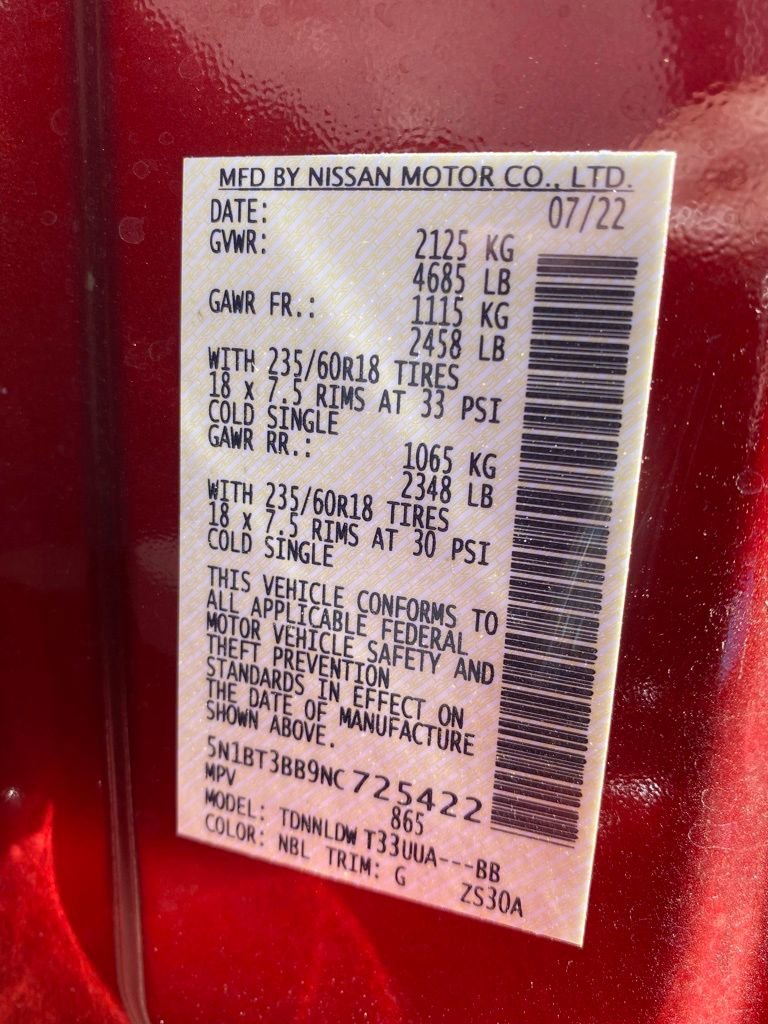 MFD BY NISSAN MOTOR CO., LTD.
DATE: 07/22
GVWR: 2125 KG
4685 LB
GAWR FR.: 1115 KG
2458 LB
WITH 235/60R18 TIRES
18 x 7.5 RIMS AT 33 PSI
COLD SINGLE
GAWR RR.: 1065 KG
2348 LB
WITH 235/60R18 TIRES
18 x 7.5 RIMS AT 30 PSI
COLD SINGLE
THIS VEHICLE CONFORMS TO
ALL APPLICABLE FEDERAL
MOTOR VEHICLE SAFETY AND
THEFT PREVENTION
STANDARDS IN EFFECT ON
THE DATE OF MANUFACTURE
SHOWN ABOVE.
5N1BT3BB9NC725422
MPV 865
MODEL: TDNNLDW T33UUA---BB
COLOR: NBL TRIM: G ZS30A